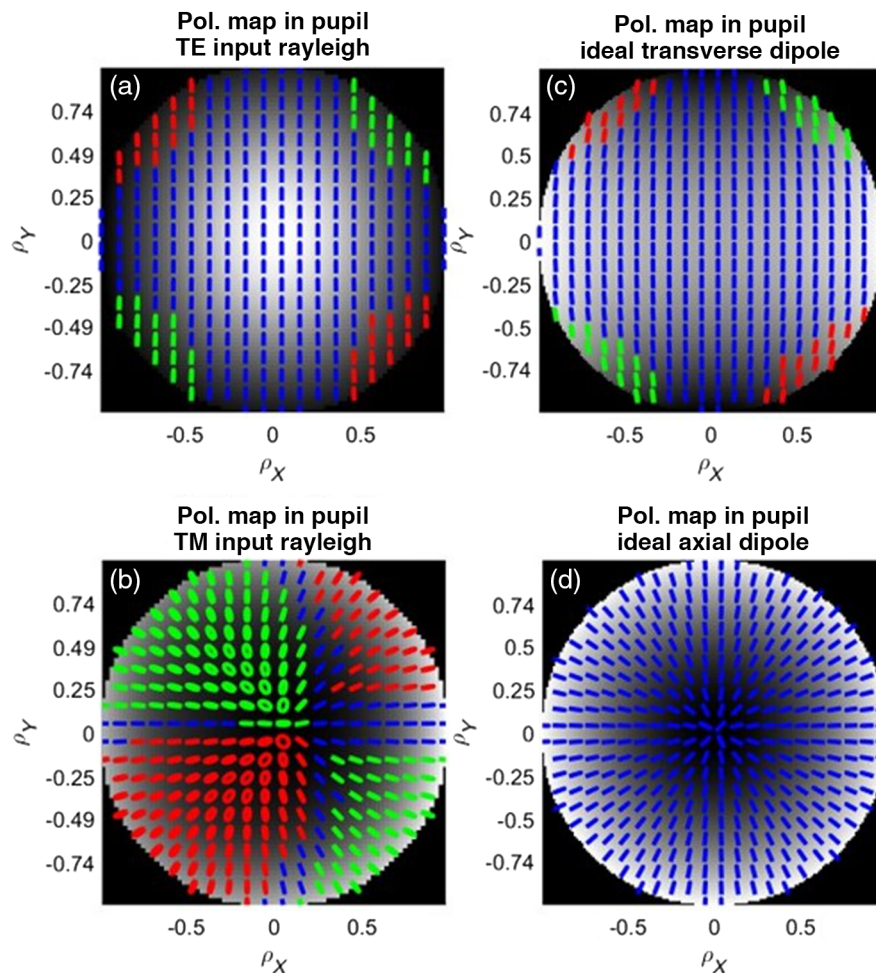 Pol. map in pupil
TE input rayleigh
(a)
0.74
0.49
0.25
0
-0.25
-0.49
-0.74
ρY
-0.5 0 0.5
ρX
Pol. map in pupil
ideal transverse dipole
(c)
0.74
0.5
0.25
0
-0.25
-0.5
-0.74
ρY
-0.5 0 0.5
ρX
Pol. map in pupil
TM input rayleigh
(b)
0.74
0.49
0.25
0
-0.25
-0.49
-0.74
ρY
-0.5 0 0.5
ρX
Pol. map in pupil
ideal axial dipole
(d)
0.74
0.5
0.25
0
-0.25
-0.5
-0.74
ρY
-0.5 0 0.5
ρX